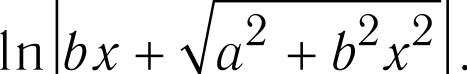 ln|bx + √(a² + b²x²)|.